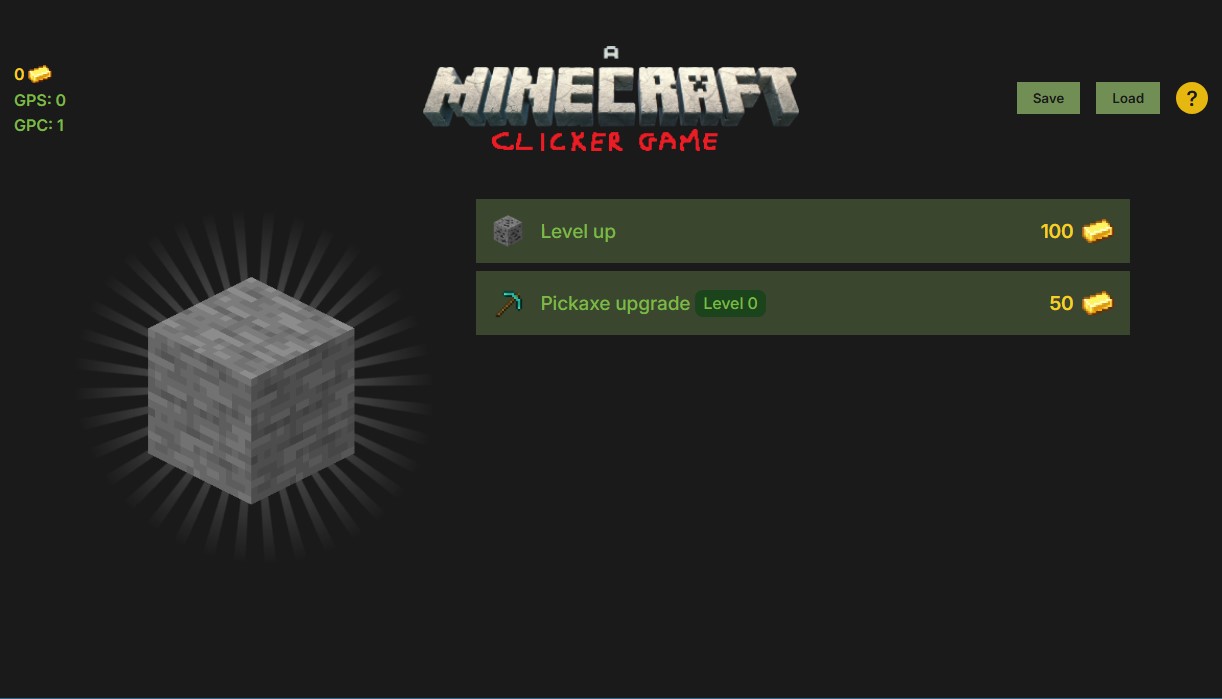 A
MINECRAFT
CLICKER GAME
0
GPS: 0
GPC: 1
Save
Load
?
Level up
100
Pickaxe upgrade Level 0
50